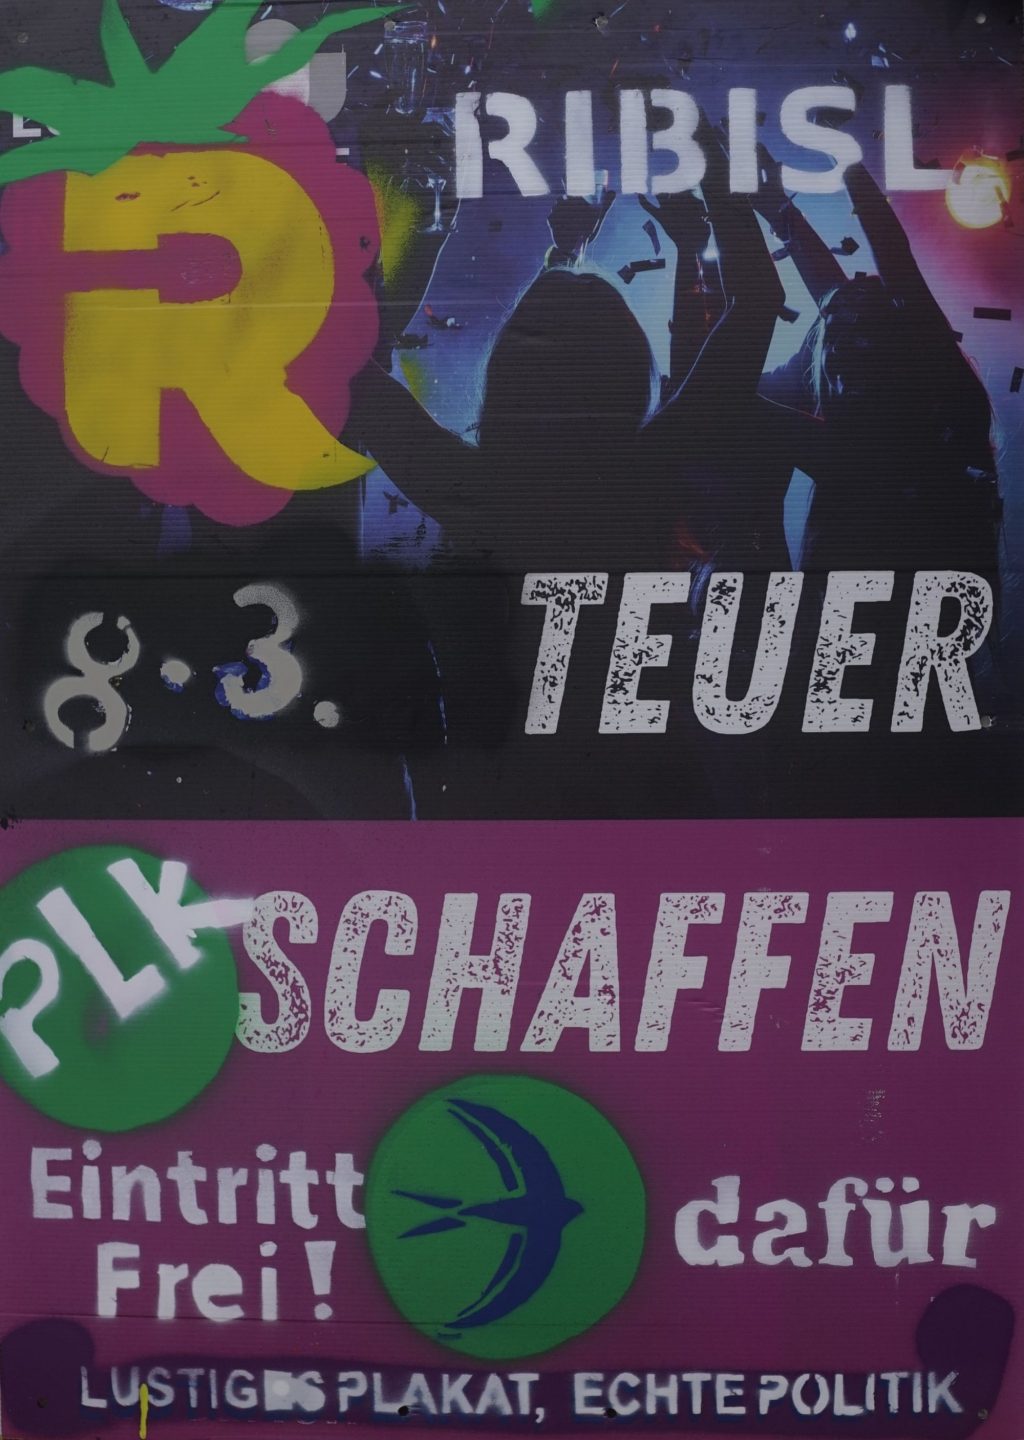 RIBISL
R
8.3.
TEUER
PLK
SCHAFFEN
Eintritt
Frei!
dafür
LUSTIGES PLAKAT, ECHTE POLITIK